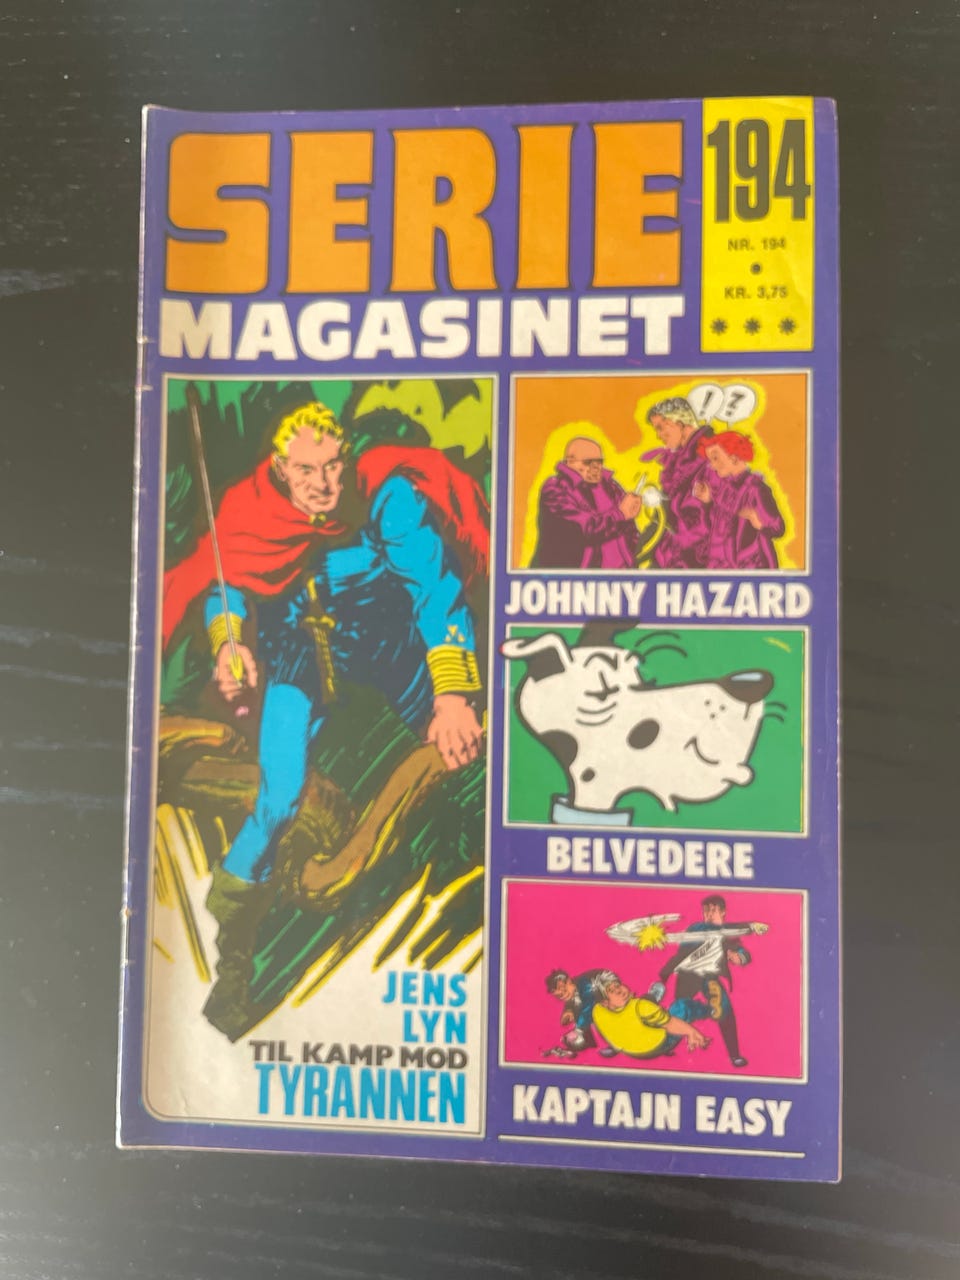 SERIE
MAGASINET
194
NR. 194
•
KR. 3,75
***
! ?
JOHNNY HAZARD
BELVEDERE
JENS
LYN
TIL KAMP MOD
TYRANNEN
KAPTAJN EASY